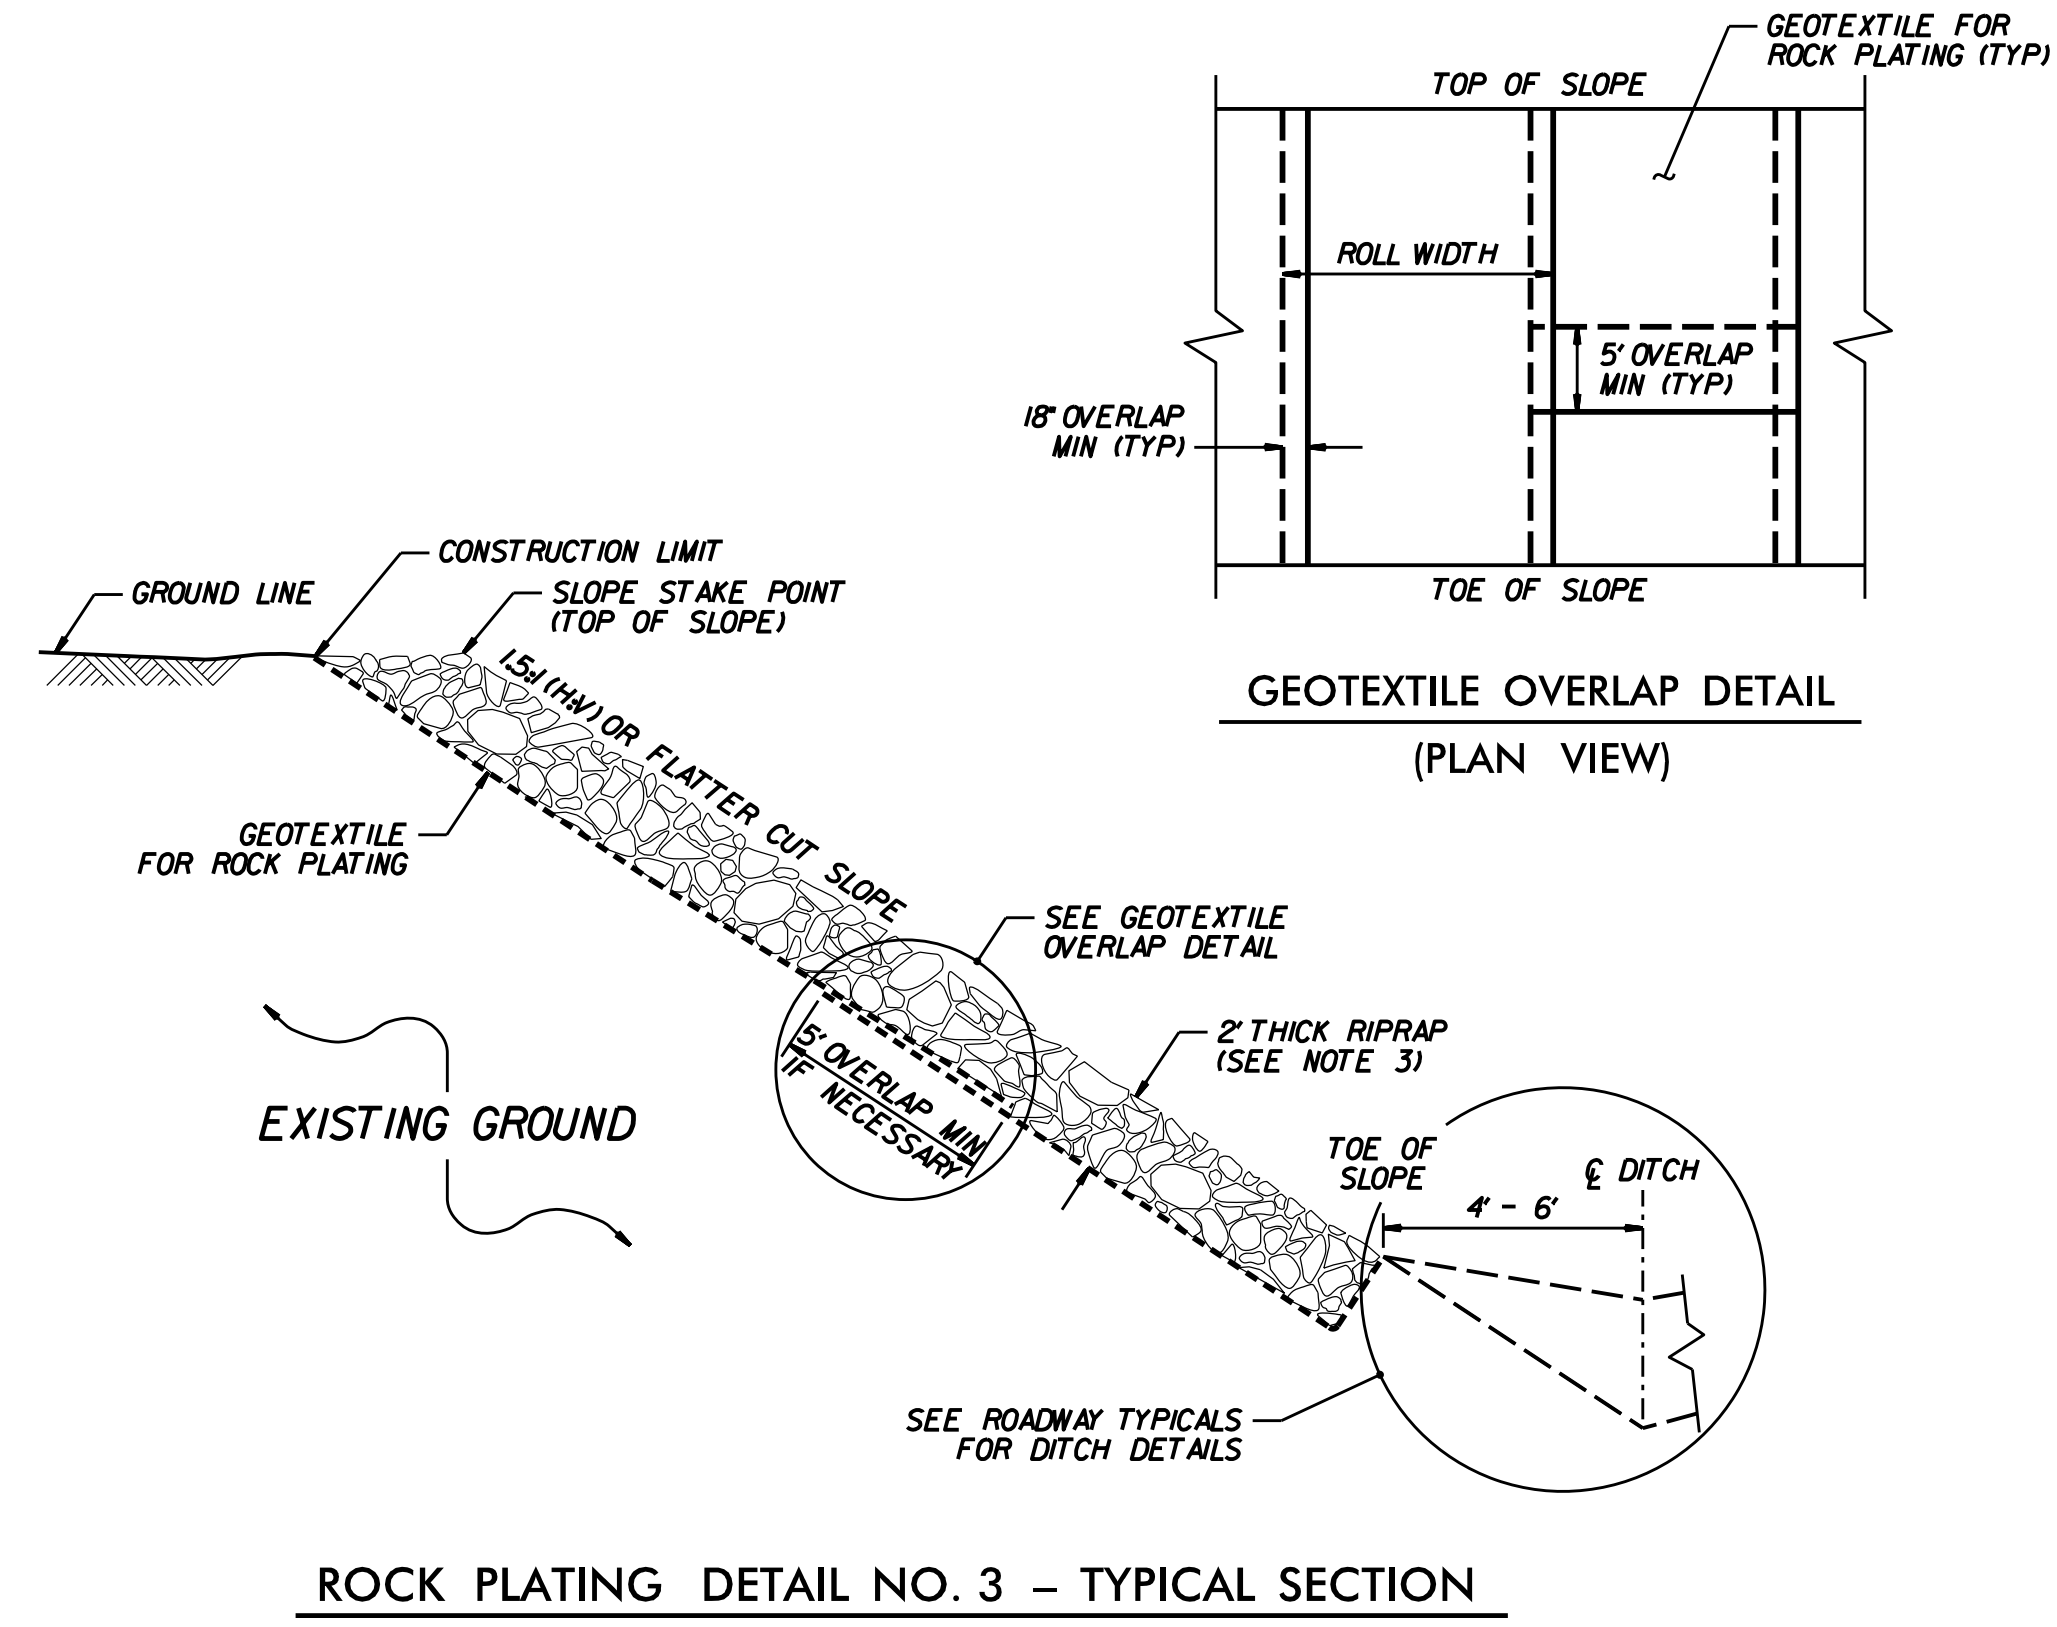 GEOTEXTILE FOR
ROCK PLATING (TYP)
TOP OF SLOPE
ROLL WIDTH
5' OVERLAP
MIN (TYP)
18" OVERLAP
MIN (TYP)
TOE OF SLOPE
GEOTEXTILE OVERLAP DETAIL
(PLAN VIEW)
CONSTRUCTION LIMIT
GROUND LINE
SLOPE STAKE POINT
(TOP OF SLOPE)
1.5:1 (H:V) OR FLATTER CUT SLOPE
GEOTEXTILE
FOR ROCK PLATING
SEE GEOTEXTILE
OVERLAP DETAIL
5' OVERLAP MIN
IF NECESSARY
2' THICK RIPRAP
(SEE NOTE 3)
EXISTING GROUND
TOE OF
SLOPE
℄ DITCH
4' - 6'
SEE ROADWAY TYPICALS
FOR DITCH DETAILS
ROCK PLATING DETAIL NO. 3 – TYPICAL SECTION